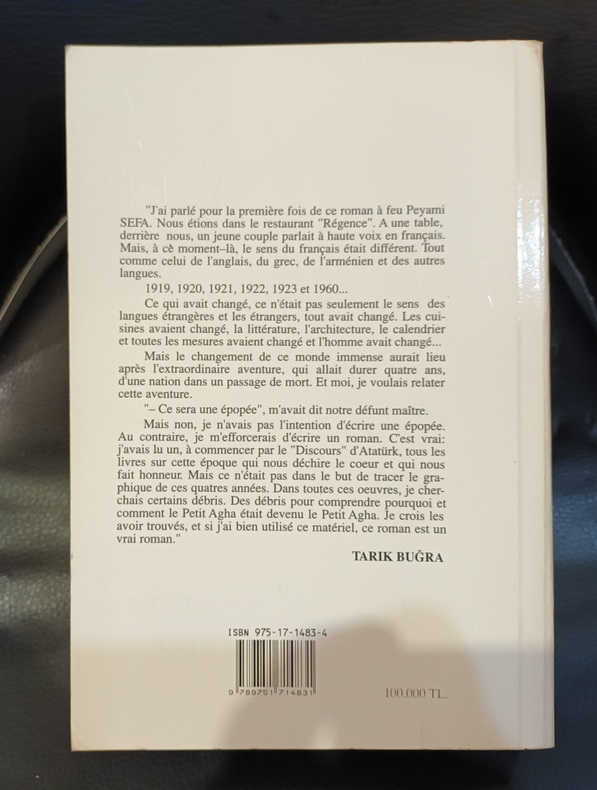 "J'ai parlé pour la première fois de ce roman à feu Peyami
SEFA. Nous étions dans le restaurant "Régence". A une table,
derrière nous, un jeune couple parlait à haute voix en français.
Mais, à cè moment–là, le sens du français était différent. Tout
comme celui de l'anglais, du grec, de l'arménien et des autres
langues.
1919, 1920, 1921, 1922, 1923 et 1960...
Ce qui avait changé, ce n'était pas seulement le sens des
langues étrangères et les étrangers, tout avait changé. Les cui-
sines avaient changé, la littérature, l'architecture, le calendrier
et toutes les mesures avaient changé et l'homme avait changé...
Mais le changement de ce monde immense aurait lieu
après l'extraordinaire aventure, qui allait durer quatre ans,
d'une nation dans un passage de mort. Et moi, je voulais relater
cette aventure.
"– Ce sera une épopée", m'avait dit notre défunt maître.
Mais non, je n'avais pas l'intention d'écrire une épopée.
Au contraire, je m'efforcerais d'écrire un roman. C'est vrai:
j'avais lu un, à commencer par le "Discours" d'Atatürk, tous les
livres sur cette époque qui nous déchire le coeur et qui nous
fait honneur. Mais ce n'était pas dans le but de tracer le gra-
phique de ces quatres années. Dans toutes ces oeuvres, je cher-
chais certains débris. Des débris pour comprendre pourquoi et
comment le Petit Agha était devenu le Petit Agha. Je crois les
avoir trouvés, et si j'ai bien utilisé ce matériel, ce roman est un
vrai roman."
TARIK BUĞRA
ISBN 975-17-1483-4
9 789751 714831
100.000 TL.